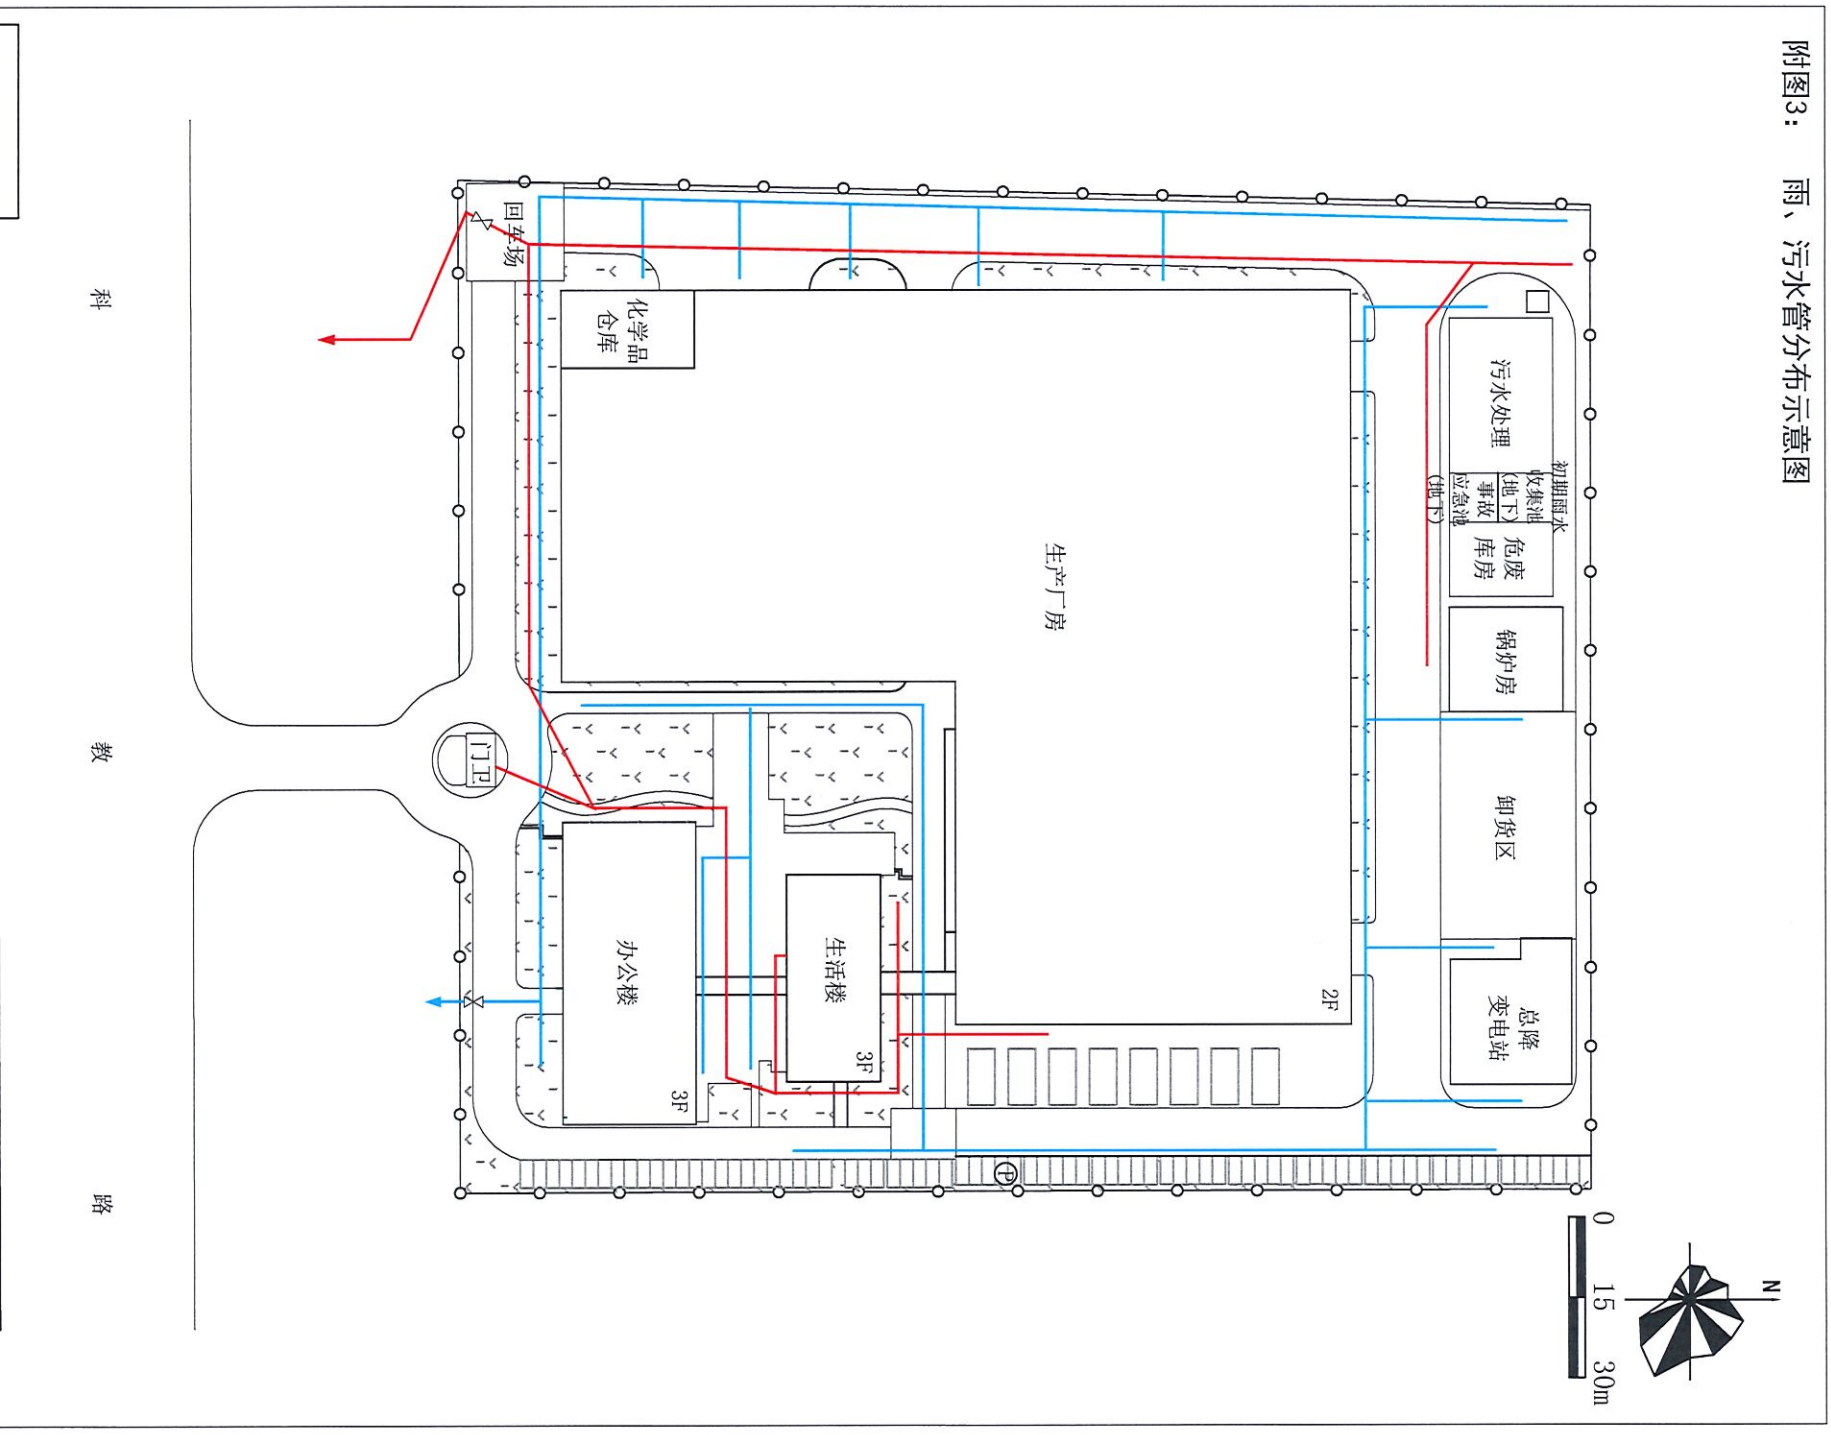 附图3： 雨、污水管分布示意图
污水处理
初期雨水
收集池
(地下)
事故
应急池
(地下)
危废
库房
锅炉房
卸货区
总降
变电站
生产厂房
2F
化学品
仓库
回车场
门卫
生活楼
3F
办公楼
3F
P
科教路
N
0 15 30m